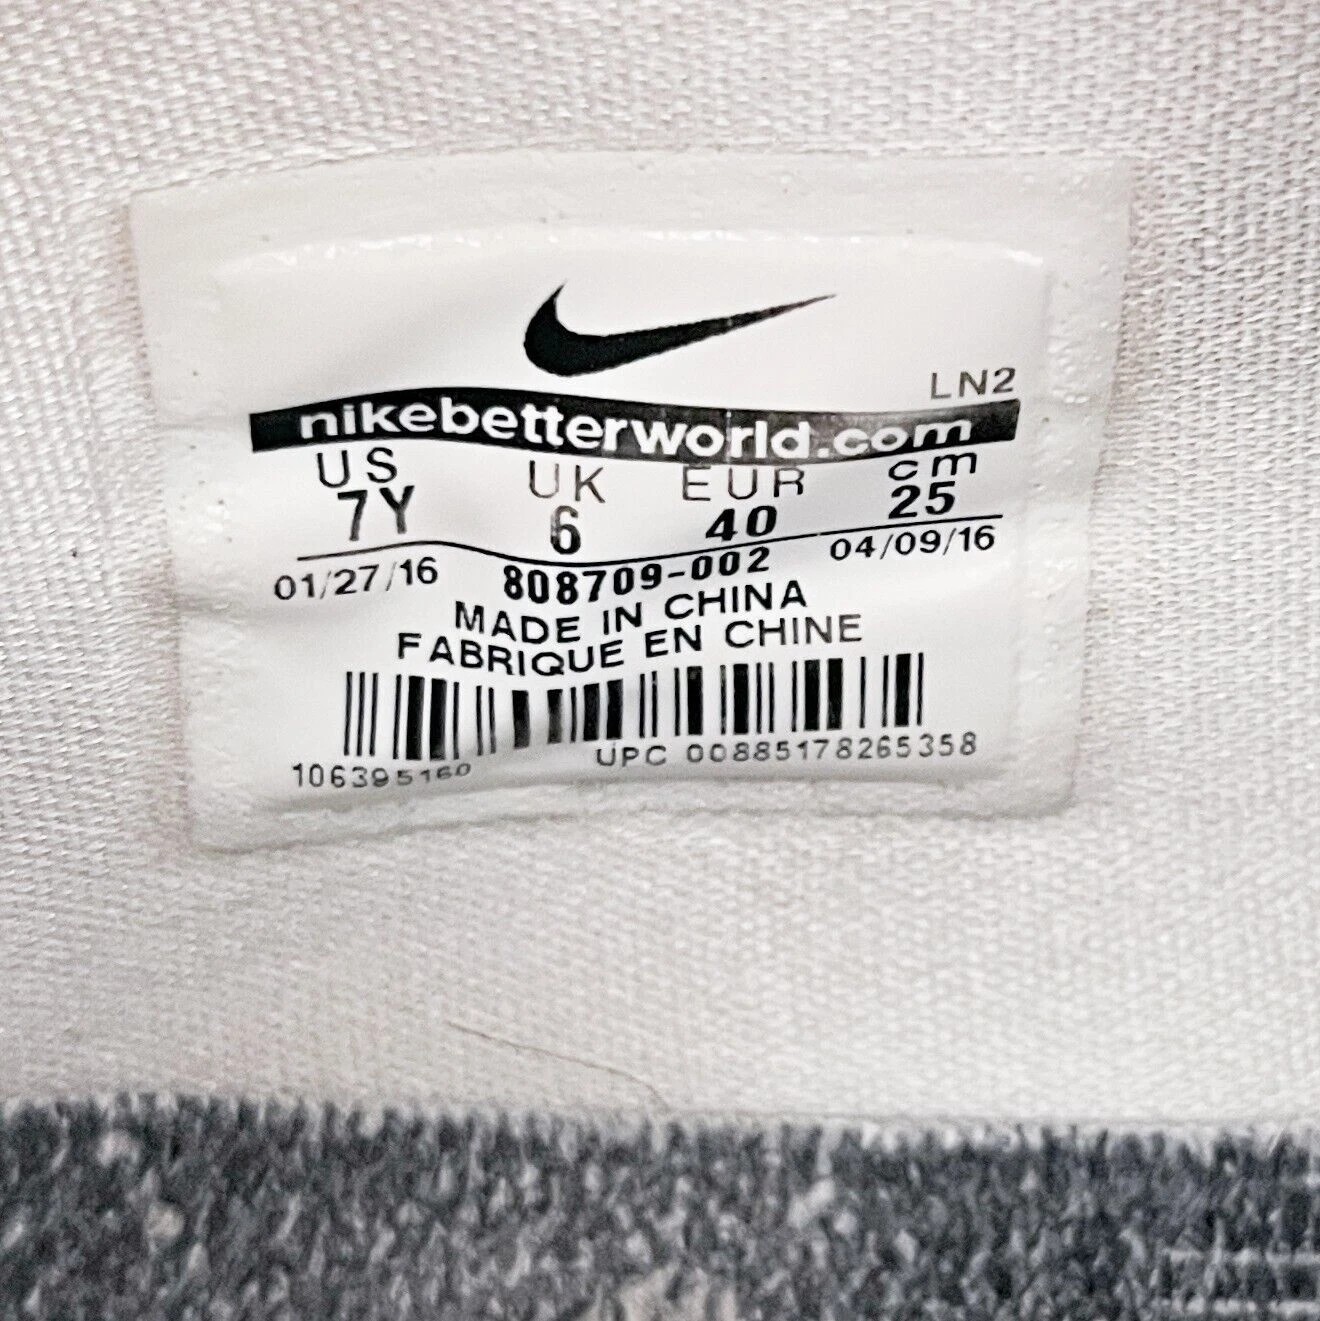 LN2
nikebetterworld.com
US UK EUR cm
7Y 6 40 25
01/27/16 808709-002 04/09/16
MADE IN CHINA
FABRIQUE EN CHINE
106395160 UPC 00885178265358